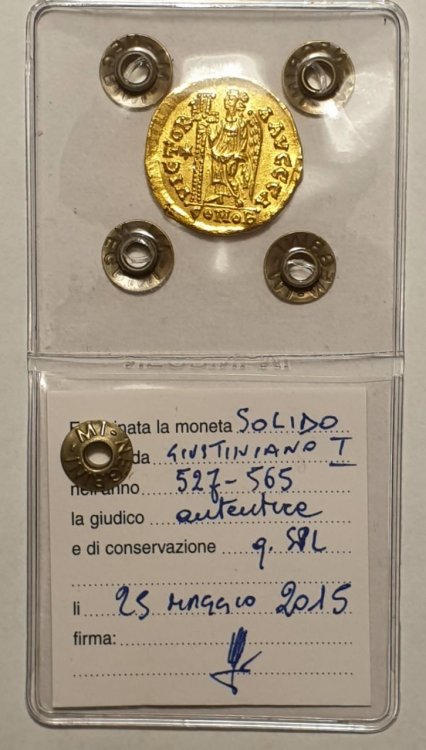 VICTORI AAVCCCA
CONOB
Esaminata la moneta SOLIDO
da GIUSTINIANO I
nell'anno 527-565
la giudico autentica
e di conservazione q. SPL
li 25 MAGGIO 2015
firma: